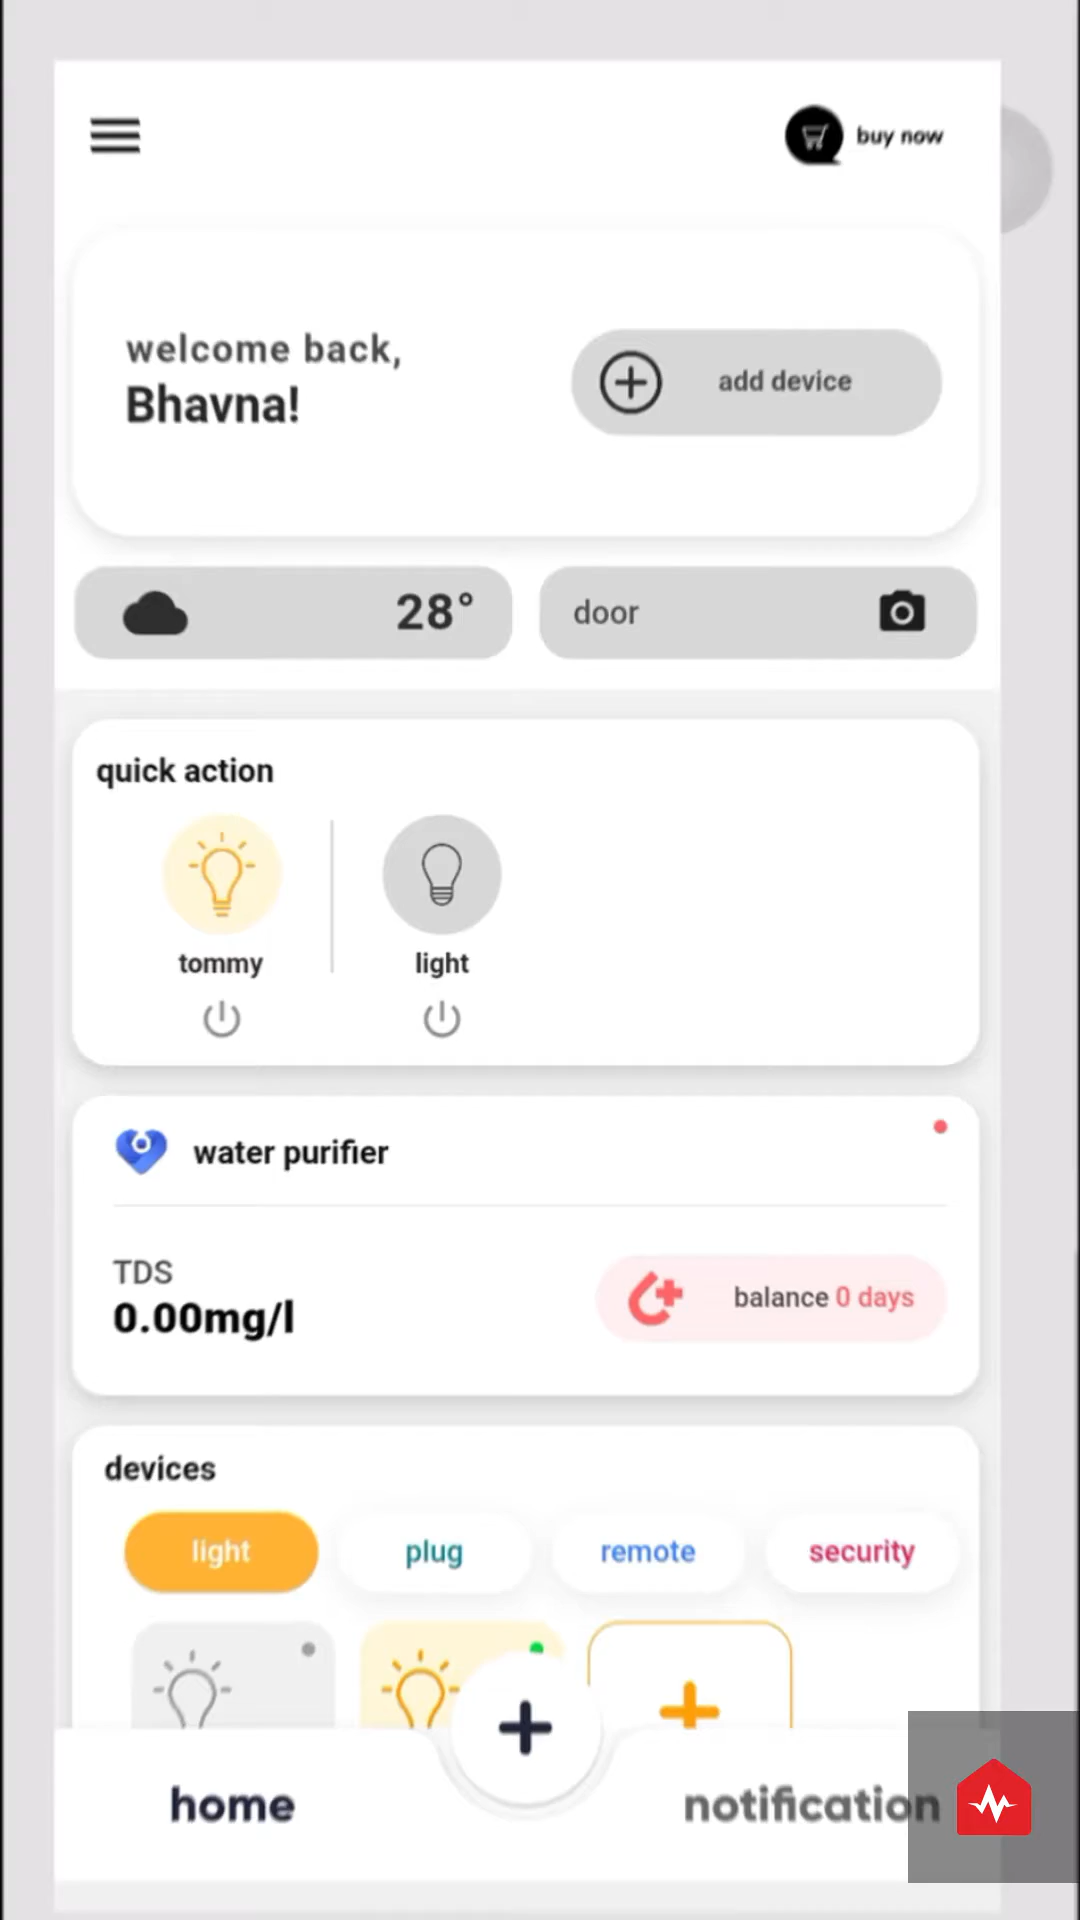 buy now
welcome back,
Bhavna!
add device
28°
door
quick action
tommy
light
water purifier
TDS
0.00mg/l
balance 0 days
devices
light
plug
remote
security
home
notification